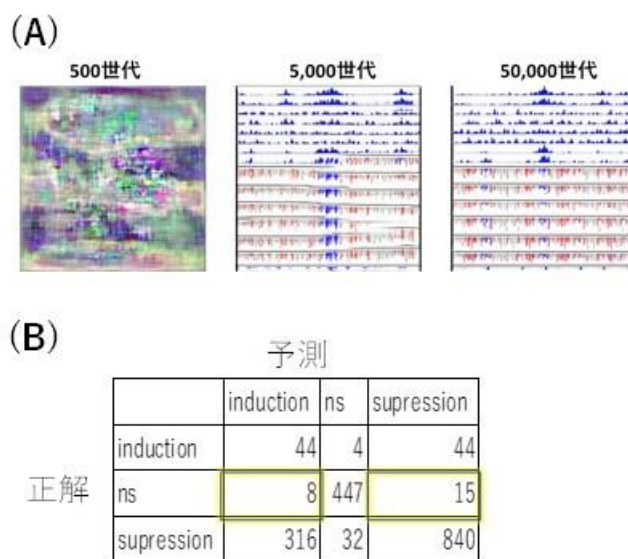 (A)
500世代 5,000世代 50,000世代
(B)
予測
induction ns supression
induction 44 4 44
正解 ns 8 447 15
supression 316 32 840